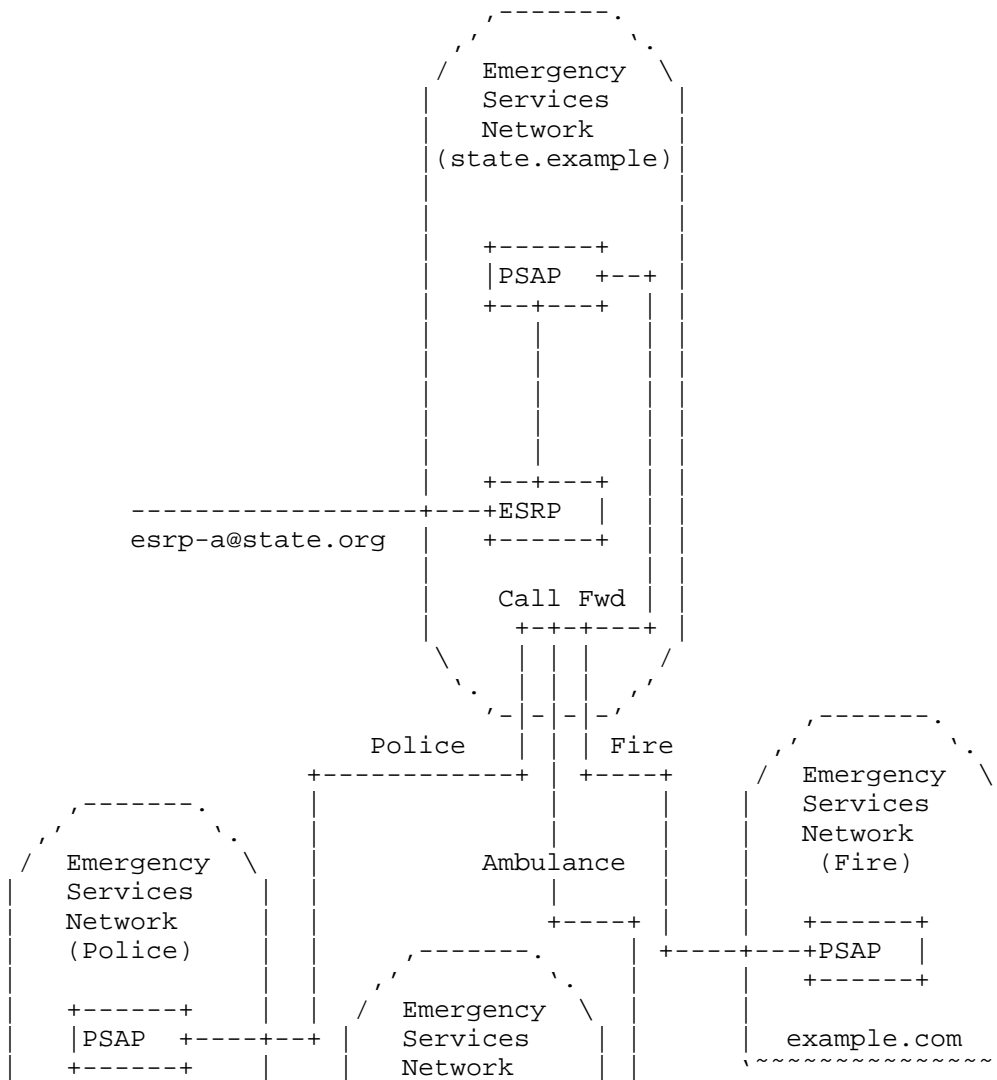 Emergency
Services
Network
(state.example)
PSAP
ESRP
esrp-a@state.org
Call Fwd
Police
Fire
Ambulance
Emergency
Services
Network
(Fire)
PSAP
example.com
Emergency
Services
Network
(Police)
PSAP
Emergency
Services
Network